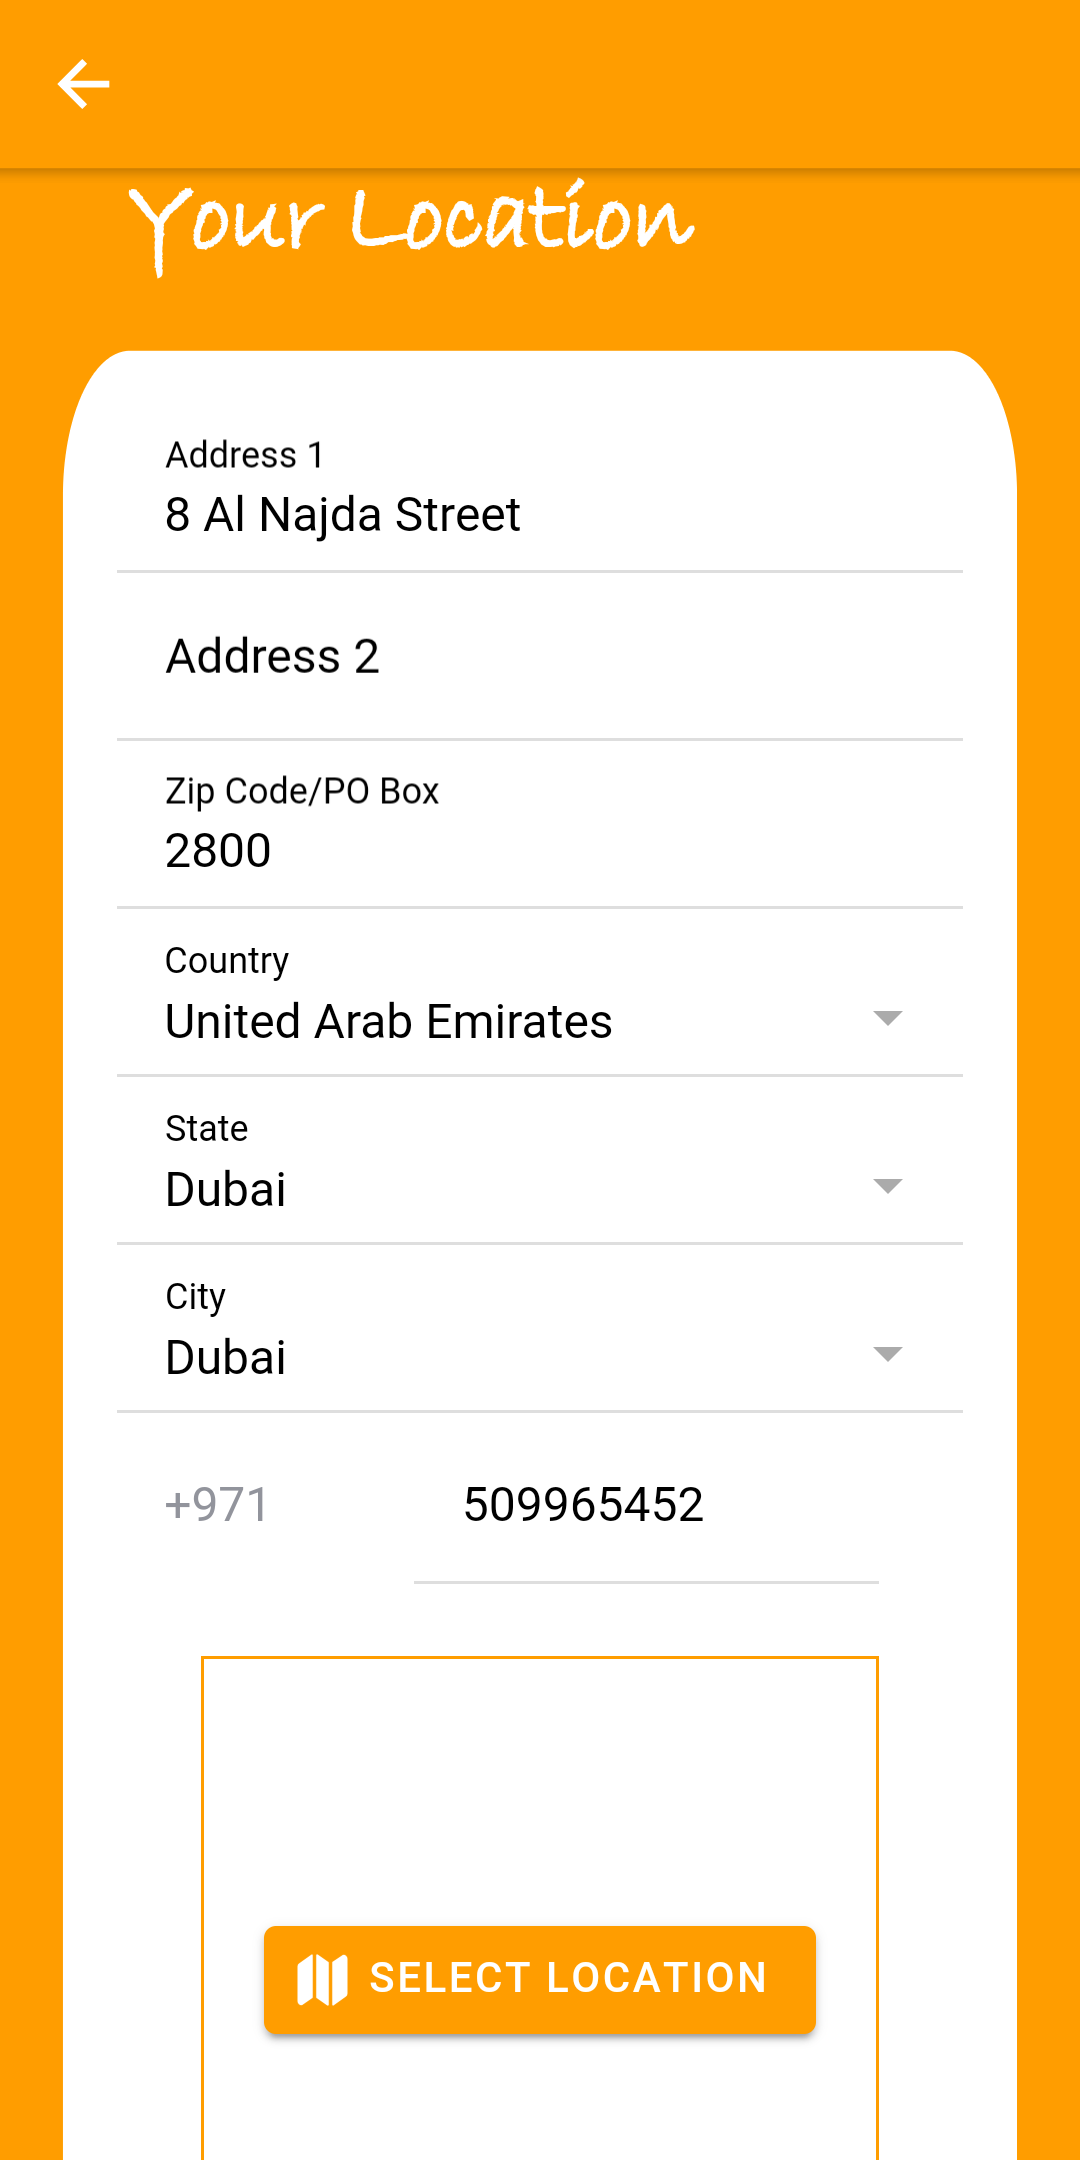 Your Location
Address 1
8 Al Najda Street
Address 2
Zip Code/PO Box
2800
Country
United Arab Emirates
State
Dubai
City
Dubai
+971 509965452
SELECT LOCATION